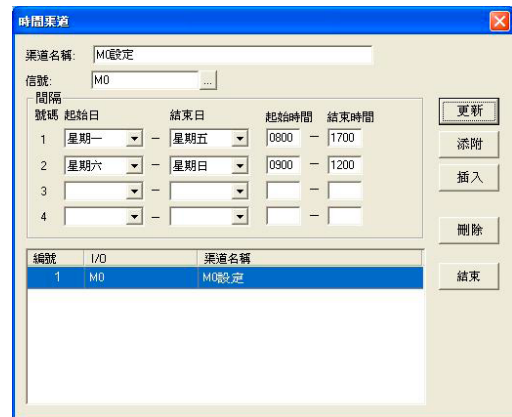 時間渠道
渠道名稱: M0設定
信號: M0 ...
間隔
號碼 起始日 結束日 起始時間 結束時間
1 星期一 - 星期五 0800 - 1700
2 星期六 - 星期日 0900 - 1200
3 - -
4 - -
更新
添附
插入
刪除
結束
編號 I/O 渠道名稱
1 M0 M0設定